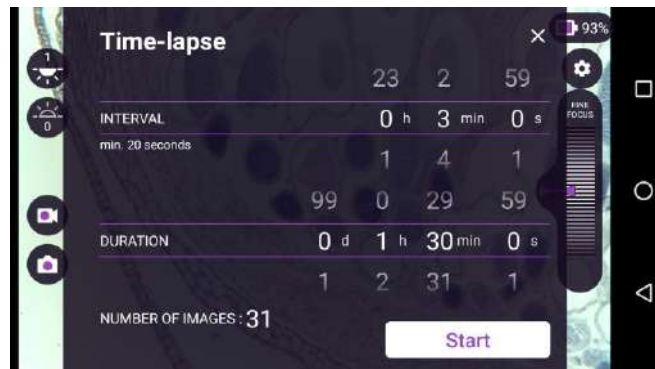 Time-lapse
93%
1
23 2 59
INTERVAL 0 h 3 min 0 s
FINE FOCUS
0
min. 20 seconds
1 4 1
99 0 29 59
DURATION 0 d 1 h 30 min 0 s
1 2 31 1
NUMBER OF IMAGES : 31
Start